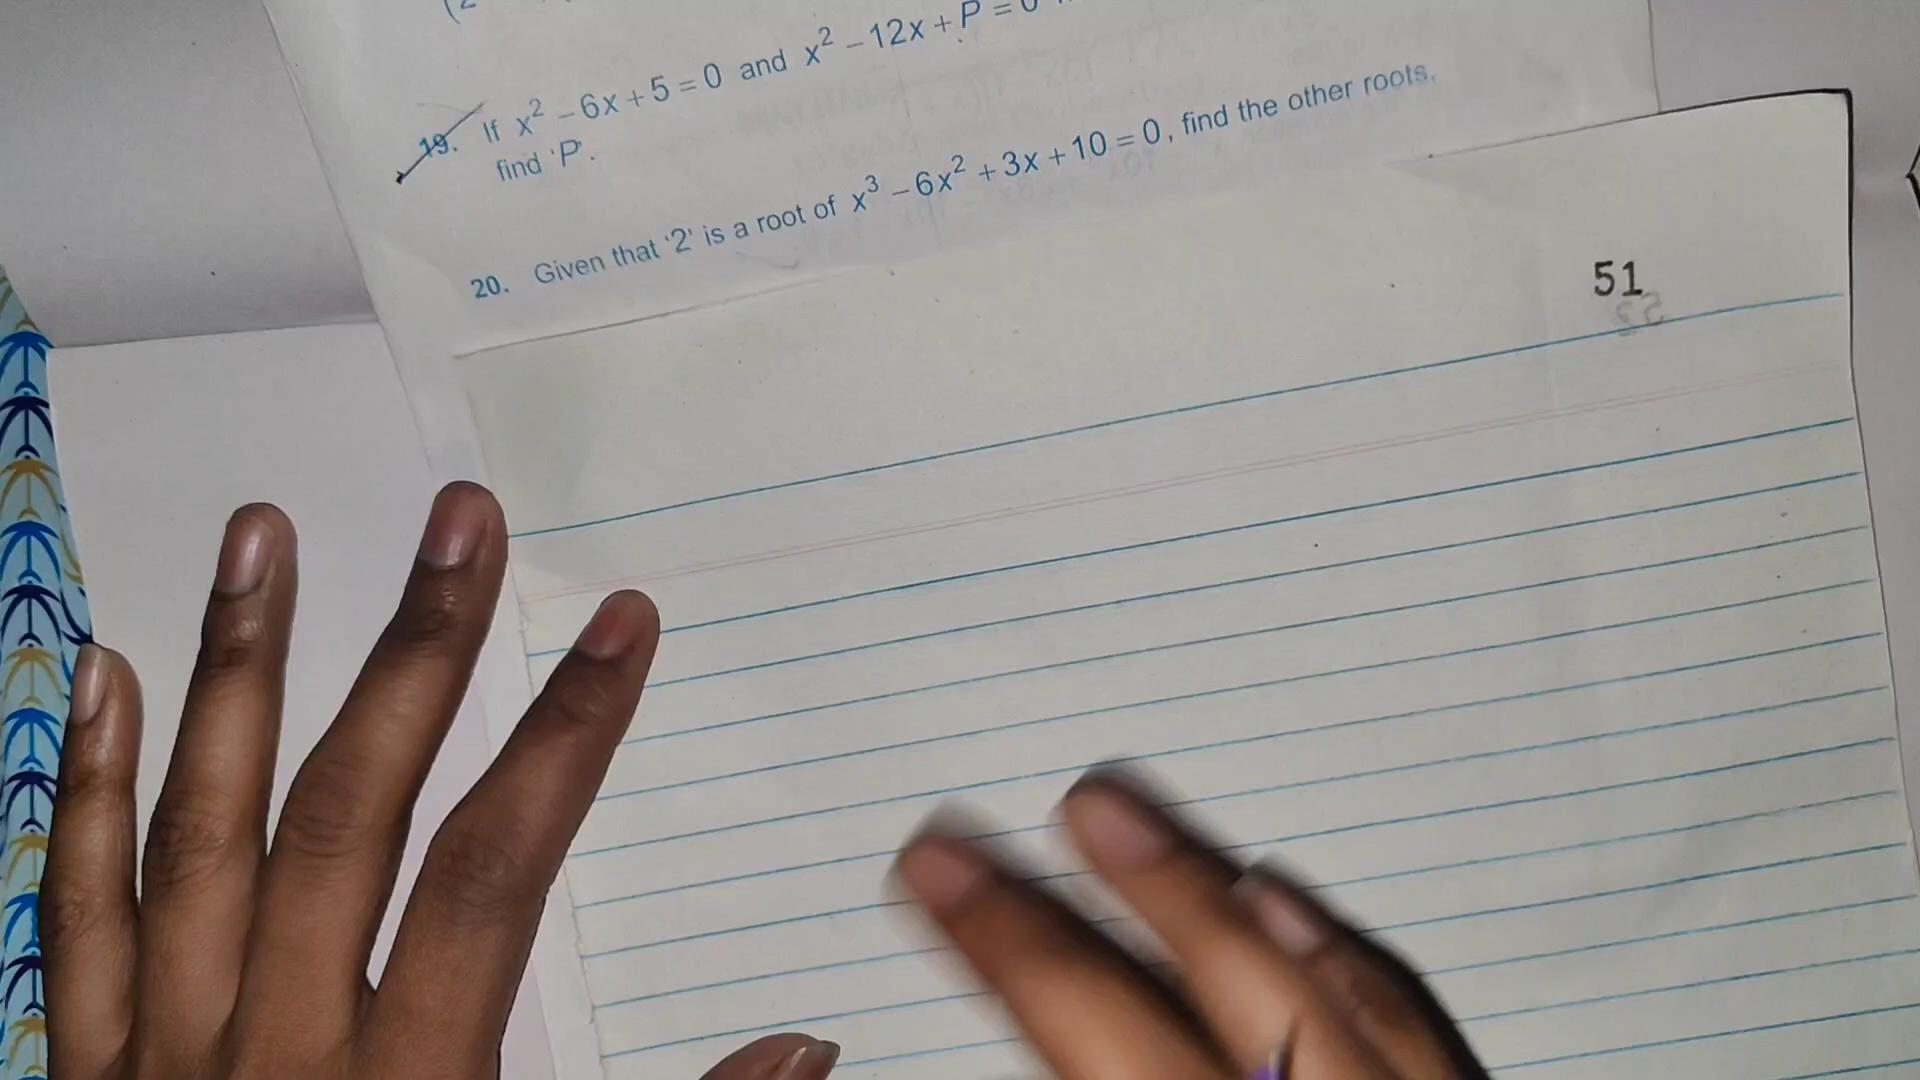 (2
19. If x² - 6x + 5 = 0 and x² - 12x + P = 0
find 'P'.
20. Given that '2' is a root of x³ - 6x² + 3x + 10 = 0, find the other roots.
51